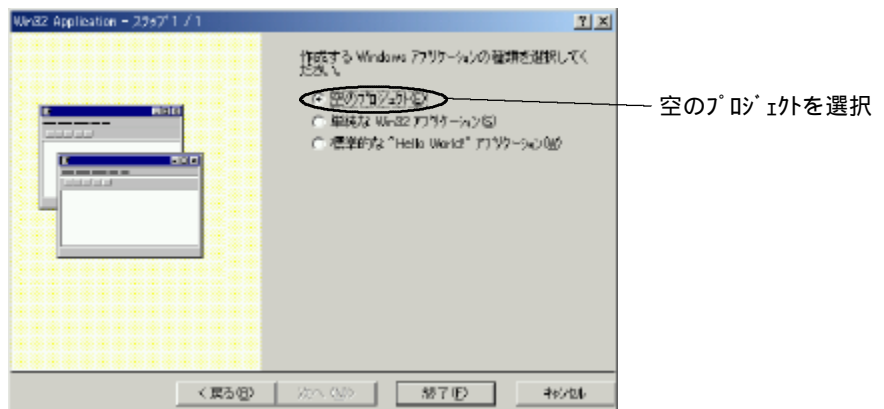 Win32 Application - ステップ 1 / 1
作成する Windows アプリケーションの種類を選択してく
ださい。
空のプロジェクト(E)
単純な Win32 アプリケーション(S)
標準的な "Hello World!" アプリケーション(W)
空のﾌﾟﾛｼﾞｪｸﾄを選択
< 戻る(B)
次へ (N)>
終了(F)
キャンセル